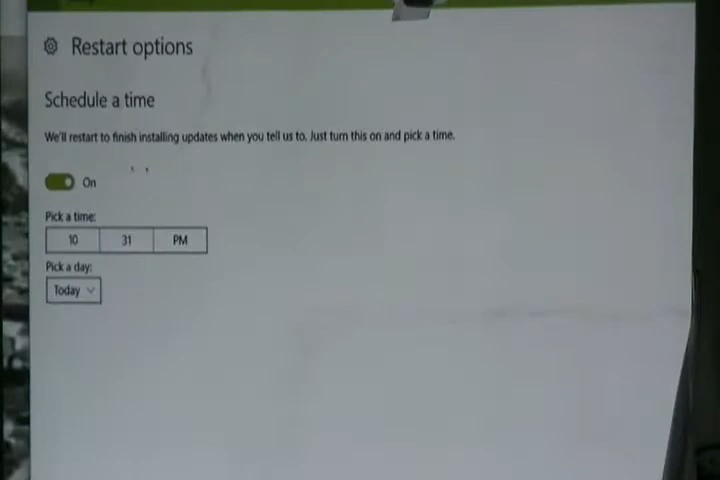 Restart options
Schedule a time
We'll restart to finish installing updates when you tell us to. Just turn this on and pick a time.
On
Pick a time:
10 31 PM
Pick a day:
Today